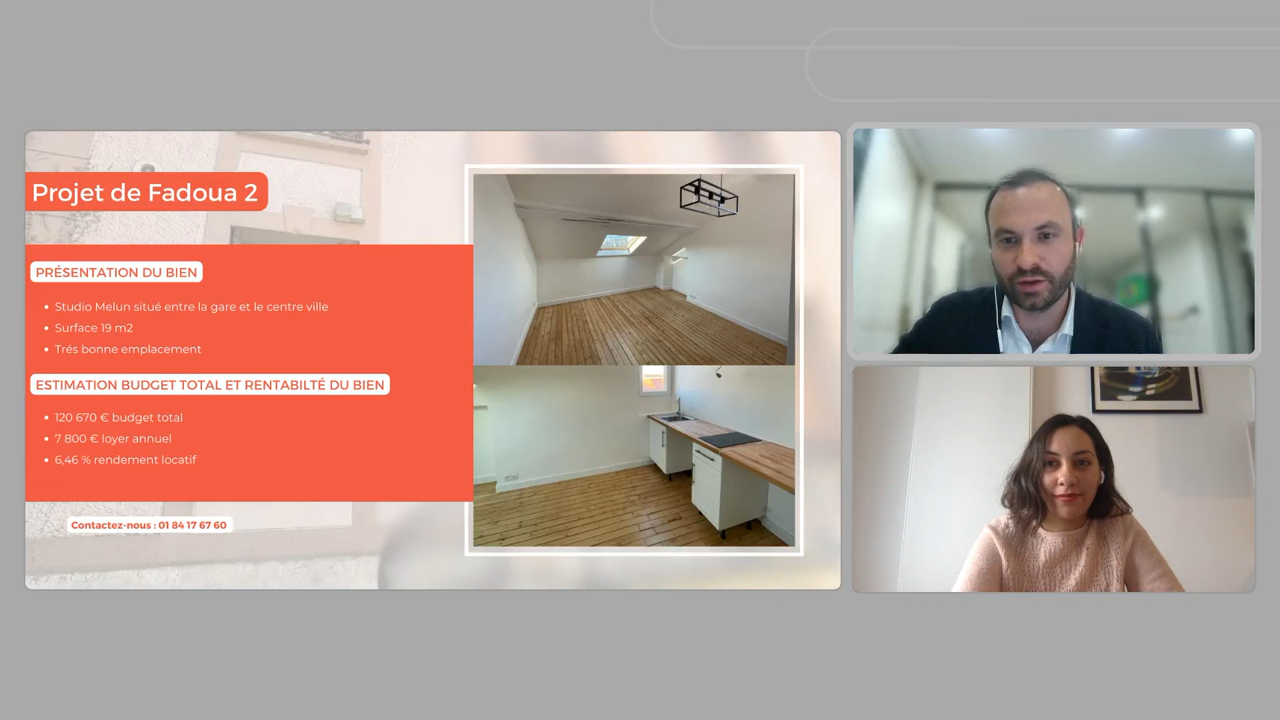 Projet de Fadoua 2
PRÉSENTATION DU BIEN
• Studio Melun situé entre la gare et le centre ville
• Surface 19 m2
• Trés bonne emplacement
ESTIMATION BUDGET TOTAL ET RENTABILTÉ DU BIEN
• 120 670 € budget total
• 7 800 € loyer annuel
• 6,46 % rendement locatif
Contactez-nous : 01 84 17 67 60